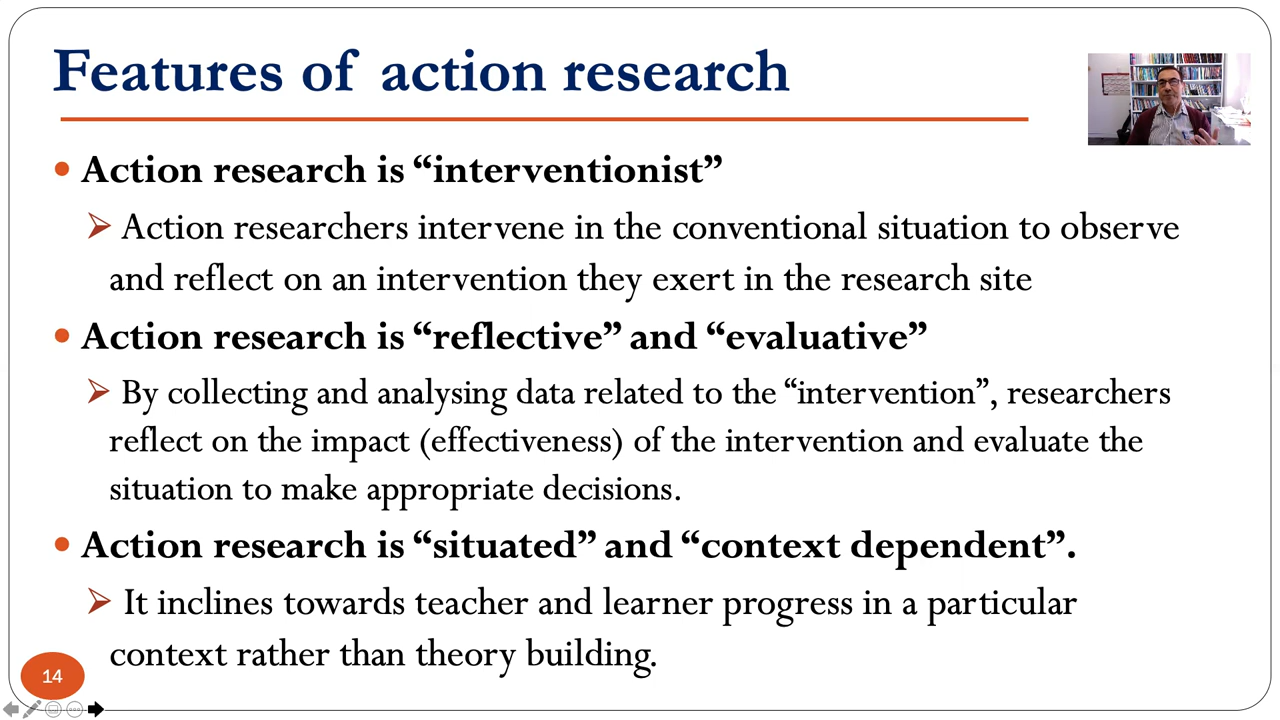 Features of action research
• Action research is “interventionist”
➢ Action researchers intervene in the conventional situation to observe
and reflect on an intervention they exert in the research site
• Action research is “reflective” and “evaluative”
➢ By collecting and analysing data related to the “intervention”, researchers
reflect on the impact (effectiveness) of the intervention and evaluate the
situation to make appropriate decisions.
• Action research is “situated” and “context dependent”.
➢ It inclines towards teacher and learner progress in a particular
context rather than theory building.
14